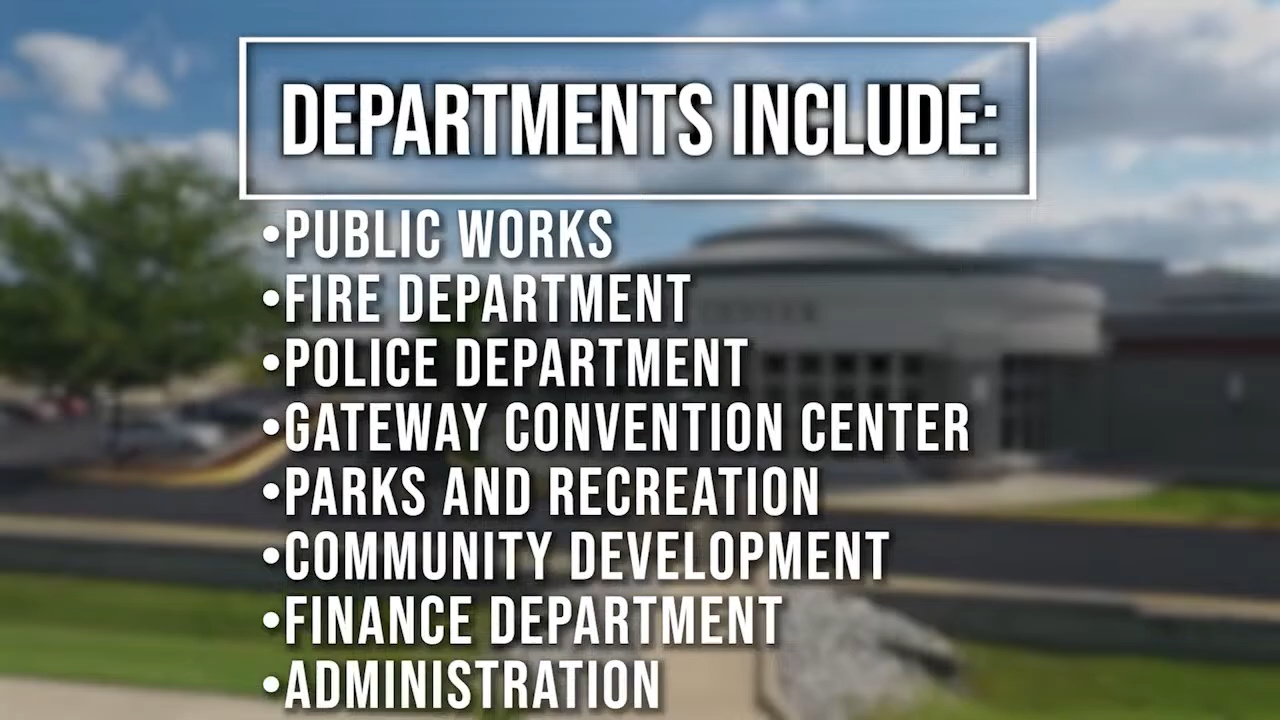 DEPARTMENTS INCLUDE:
•PUBLIC WORKS
•FIRE DEPARTMENT
•POLICE DEPARTMENT
•GATEWAY CONVENTION CENTER
•PARKS AND RECREATION
•COMMUNITY DEVELOPMENT
•FINANCE DEPARTMENT
•ADMINISTRATION